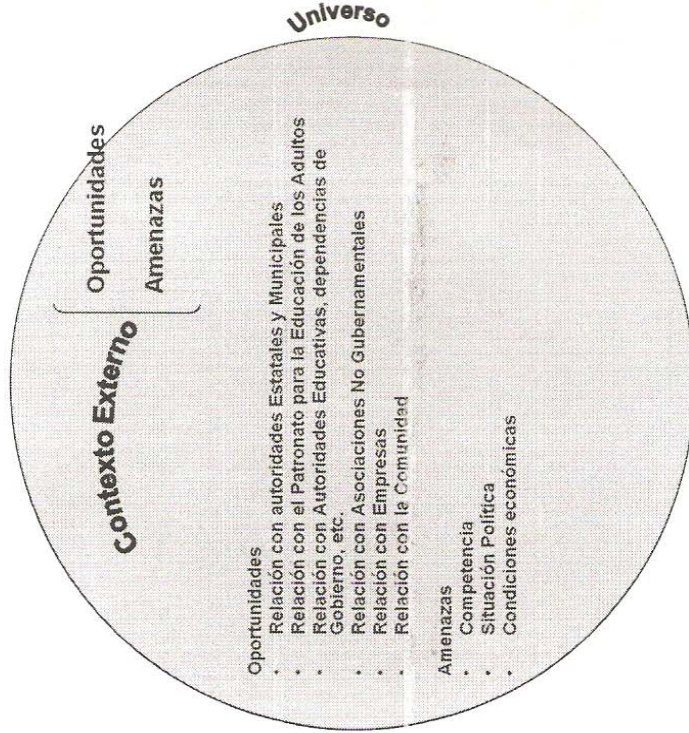 Universo
Contexto Externo
Oportunidades
Amenazas
Oportunidades
· Relación con autoridades Estatales y Municipales
· Relación con el Patronato para la Educación de los Adultos
· Relación con Autoridades Educativas, dependencias de
Gobierno, etc.
· Relación con Asociaciones No Gubernamentales
· Relación con Empresas
· Relación con la Comunidad
Amenazas
· Competencia
· Situación Política
· Condiciones económicas